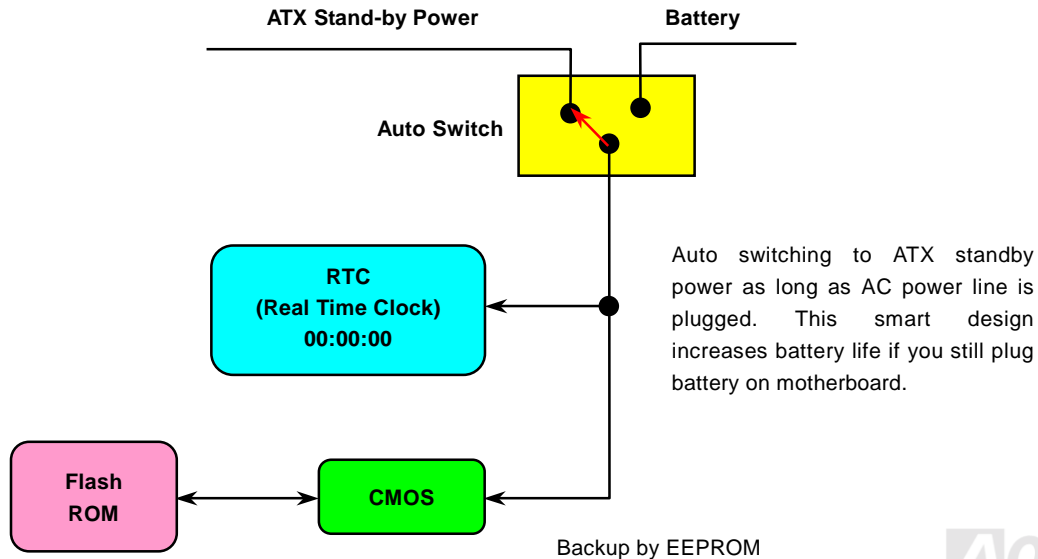 ATX Stand-by Power
Battery
Auto Switch
RTC
(Real Time Clock)
00:00:00
Auto switching to ATX standby
power as long as AC power line is
plugged. This smart design
increases battery life if you still plug
battery on motherboard.
Flash
ROM
CMOS
Backup by EEPROM